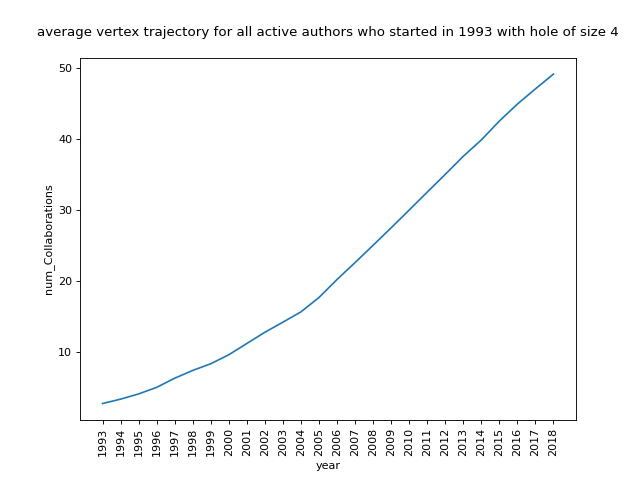 average vertex trajectory for all active authors who started in 1993 with hole of size 4
50
40
30
20
10
num_Collaborations
1993 1994 1995 1996 1997 1998 1999 2000 2001 2002 2003 2004 2005 2006 2007 2008 2009 2010 2011 2012 2013 2014 2015 2016 2017 2018
year